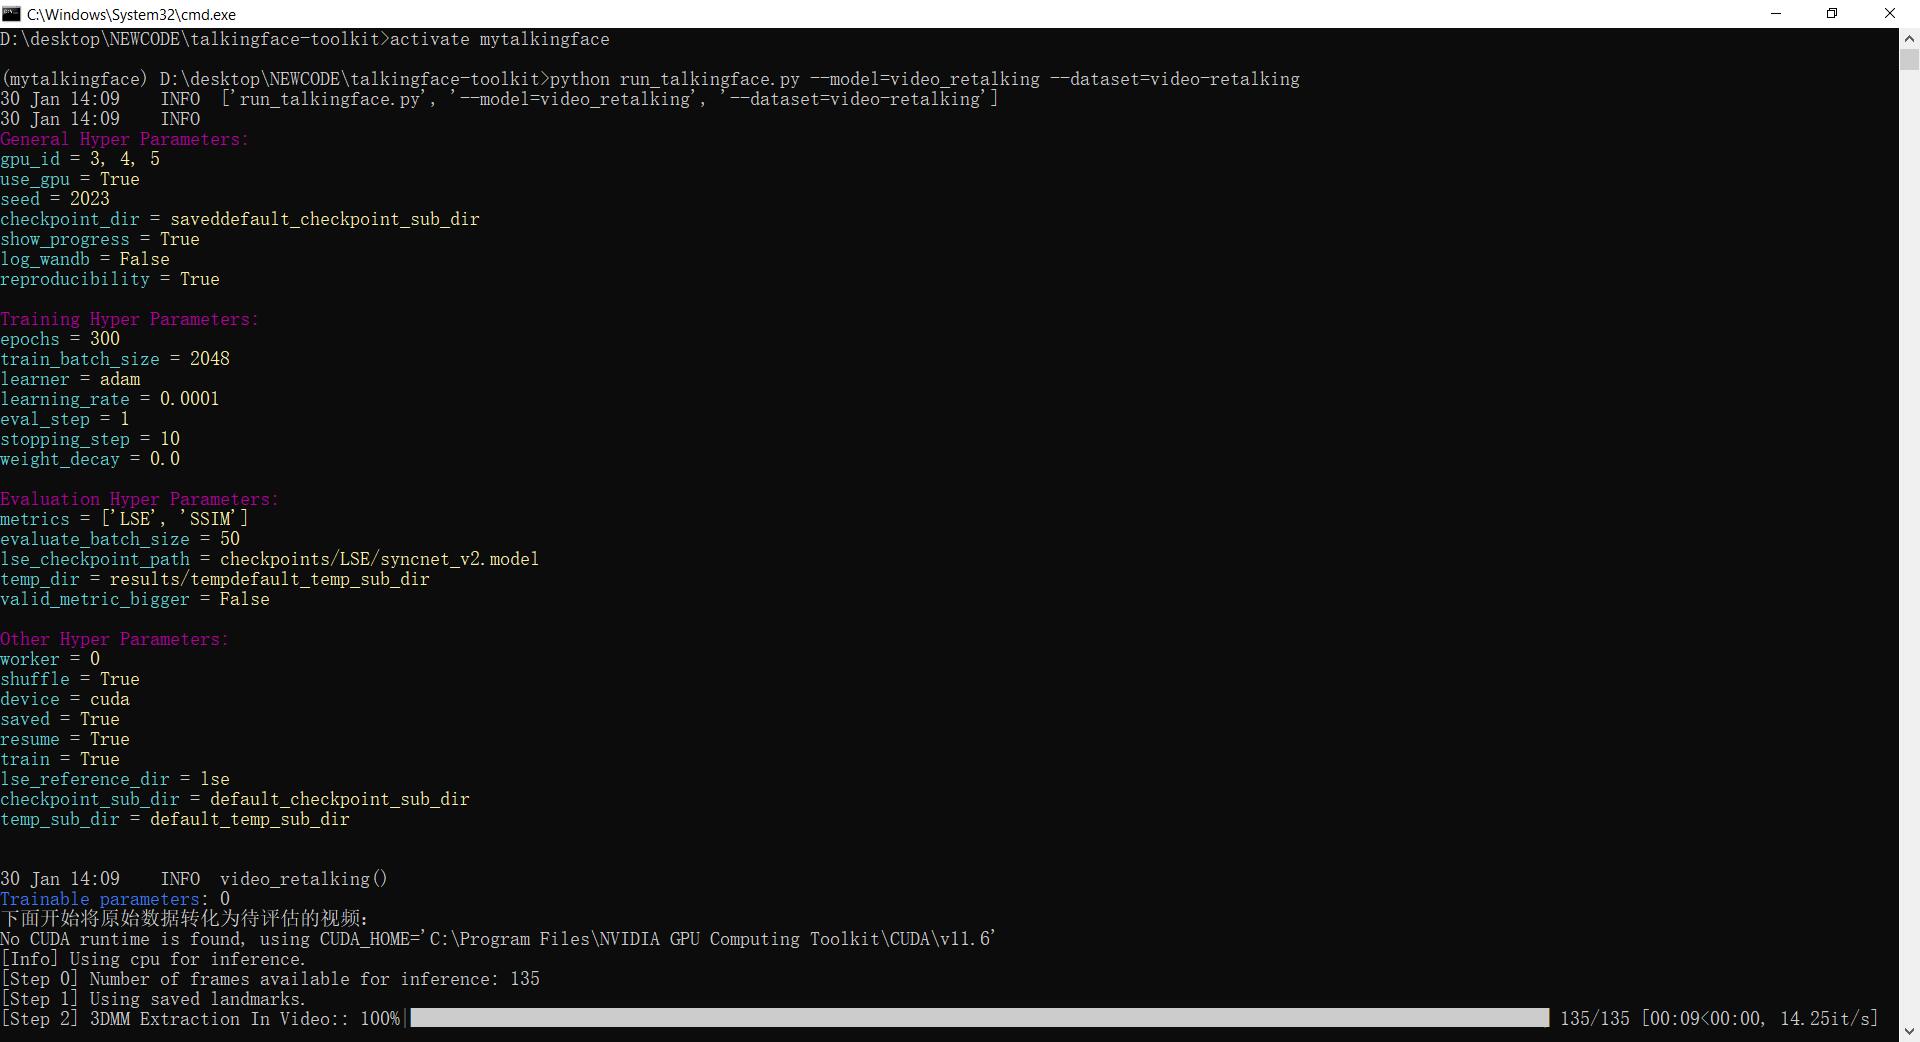 C:\Windows\System32\cmd.exe
D:\desktop\NEWCODE\talkingface-toolkit>activate mytalkingface
(mytalkingface) D:\desktop\NEWCODE\talkingface-toolkit>python run_talkingface.py --model=video_retalking --dataset=video-retalking
30 Jan 14:09    INFO  ['run_talkingface.py', '--model=video_retalking', '--dataset=video-retalking']
30 Jan 14:09    INFO
General Hyper Parameters:
gpu_id = 3, 4, 5
use_gpu = True
seed = 2023
checkpoint_dir = saveddefault_checkpoint_sub_dir
show_progress = True
log_wandb = False
reproducibility = True
Training Hyper Parameters:
epochs = 300
train_batch_size = 2048
learner = adam
learning_rate = 0.0001
eval_step = 1
stopping_step = 10
weight_decay = 0.0
Evaluation Hyper Parameters:
metrics = ['LSE', 'SSIM']
evaluate_batch_size = 50
lse_checkpoint_path = checkpoints/LSE/syncnet_v2.model
temp_dir = results/tempdefault_temp_sub_dir
valid_metric_bigger = False
Other Hyper Parameters:
worker = 0
shuffle = True
device = cuda
saved = True
resume = True
train = True
lse_reference_dir = lse
checkpoint_sub_dir = default_checkpoint_sub_dir
temp_sub_dir = default_temp_sub_dir
30 Jan 14:09    INFO  video_retalking()
Trainable parameters: 0
下面开始将原始数据转化为待评估的视频:
No CUDA runtime is found, using CUDA_HOME='C:\Program Files\NVIDIA GPU Computing Toolkit\CUDA\v11.6'
[Info] Using cpu for inference.
[Step 0] Number of frames available for inference: 135
[Step 1] Using saved landmarks.
[Step 2] 3DMM Extraction In Video:: 100%| 135/135 [00:09<00:00, 14.25it/s]